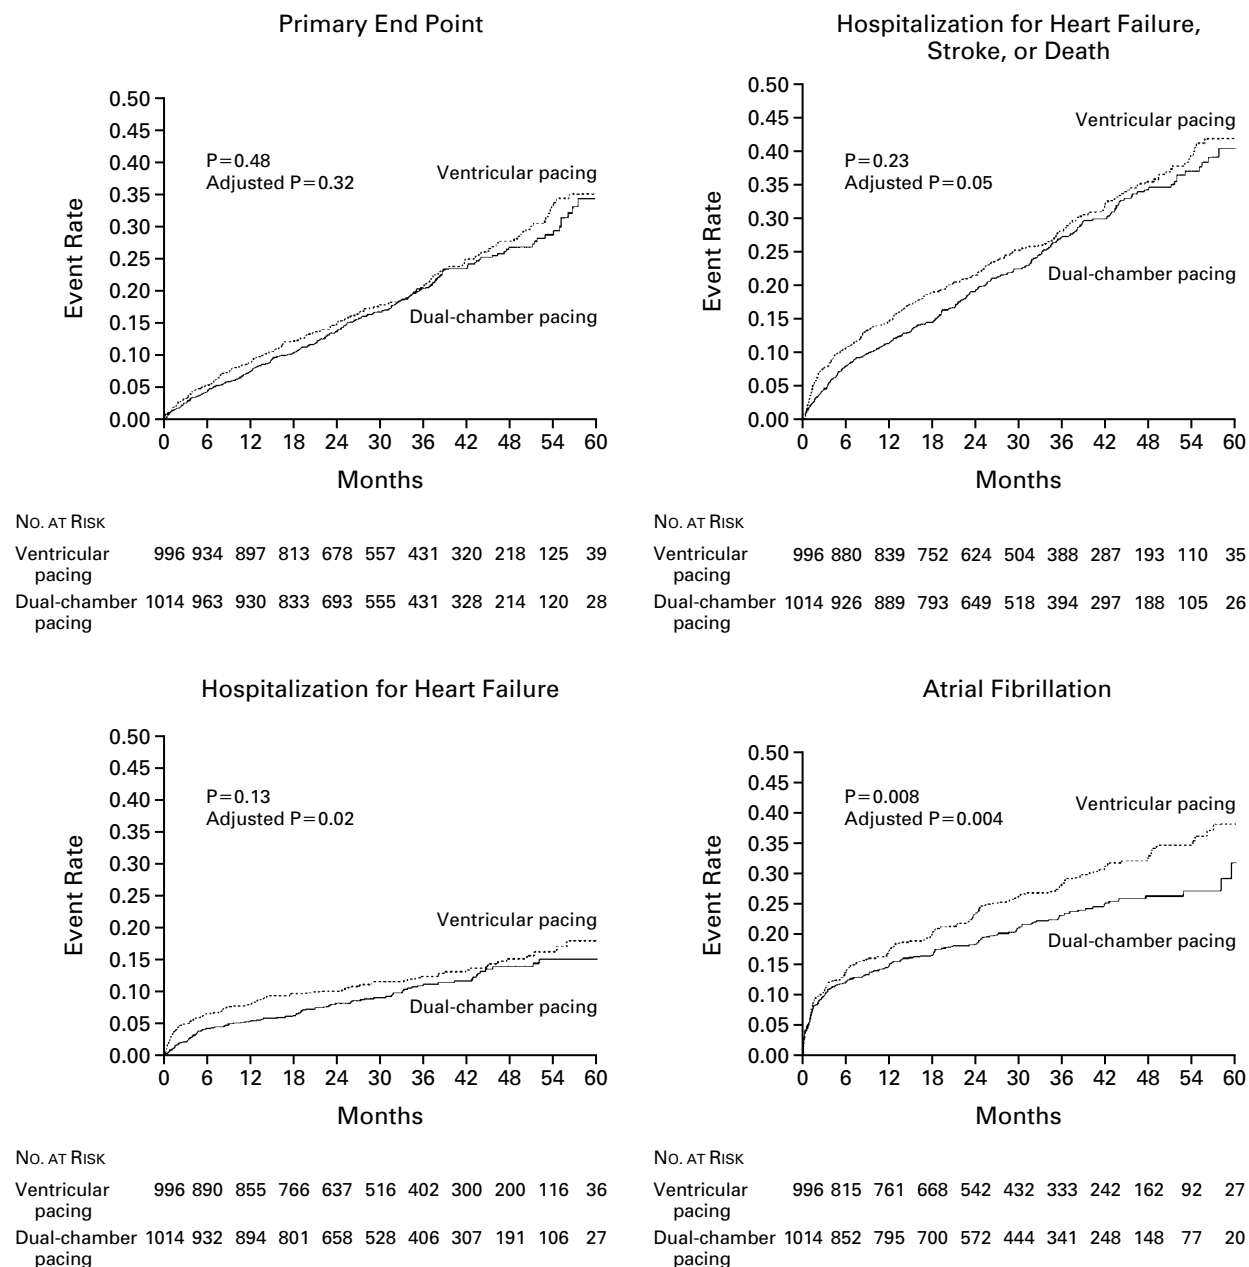 Primary End Point
0.50
0.45
0.40
0.35
0.30
0.25
0.20
0.15
0.10
0.05
0.00
Event Rate
P=0.48
Adjusted P=0.32
Ventricular pacing
Dual-chamber pacing
0 6 12 18 24 30 36 42 48 54 60
Months
NO. AT RISK
Ventricular 996 934 897 813 678 557 431 320 218 125 39
pacing
Dual-chamber 1014 963 930 833 693 555 431 328 214 120 28
pacing
Hospitalization for Heart Failure,
Stroke, or Death
0.50
0.45
0.40
0.35
0.30
0.25
0.20
0.15
0.10
0.05
0.00
Event Rate
P=0.23
Adjusted P=0.05
Ventricular pacing
Dual-chamber pacing
0 6 12 18 24 30 36 42 48 54 60
Months
NO. AT RISK
Ventricular 996 880 839 752 624 504 388 287 193 110 35
pacing
Dual-chamber 1014 926 889 793 649 518 394 297 188 105 26
pacing
Hospitalization for Heart Failure
0.50
0.45
0.40
0.35
0.30
0.25
0.20
0.15
0.10
0.05
0.00
Event Rate
P=0.13
Adjusted P=0.02
Ventricular pacing
Dual-chamber pacing
0 6 12 18 24 30 36 42 48 54 60
Months
NO. AT RISK
Ventricular 996 890 855 766 637 516 402 300 200 116 36
pacing
Dual-chamber 1014 932 894 801 658 528 406 307 191 106 27
pacing
Atrial Fibrillation
0.50
0.45
0.40
0.35
0.30
0.25
0.20
0.15
0.10
0.05
0.00
Event Rate
P=0.008
Adjusted P=0.004
Ventricular pacing
Dual-chamber pacing
0 6 12 18 24 30 36 42 48 54 60
Months
NO. AT RISK
Ventricular 996 815 761 668 542 432 333 242 162 92 27
pacing
Dual-chamber 1014 852 795 700 572 444 341 248 148 77 20
pacing